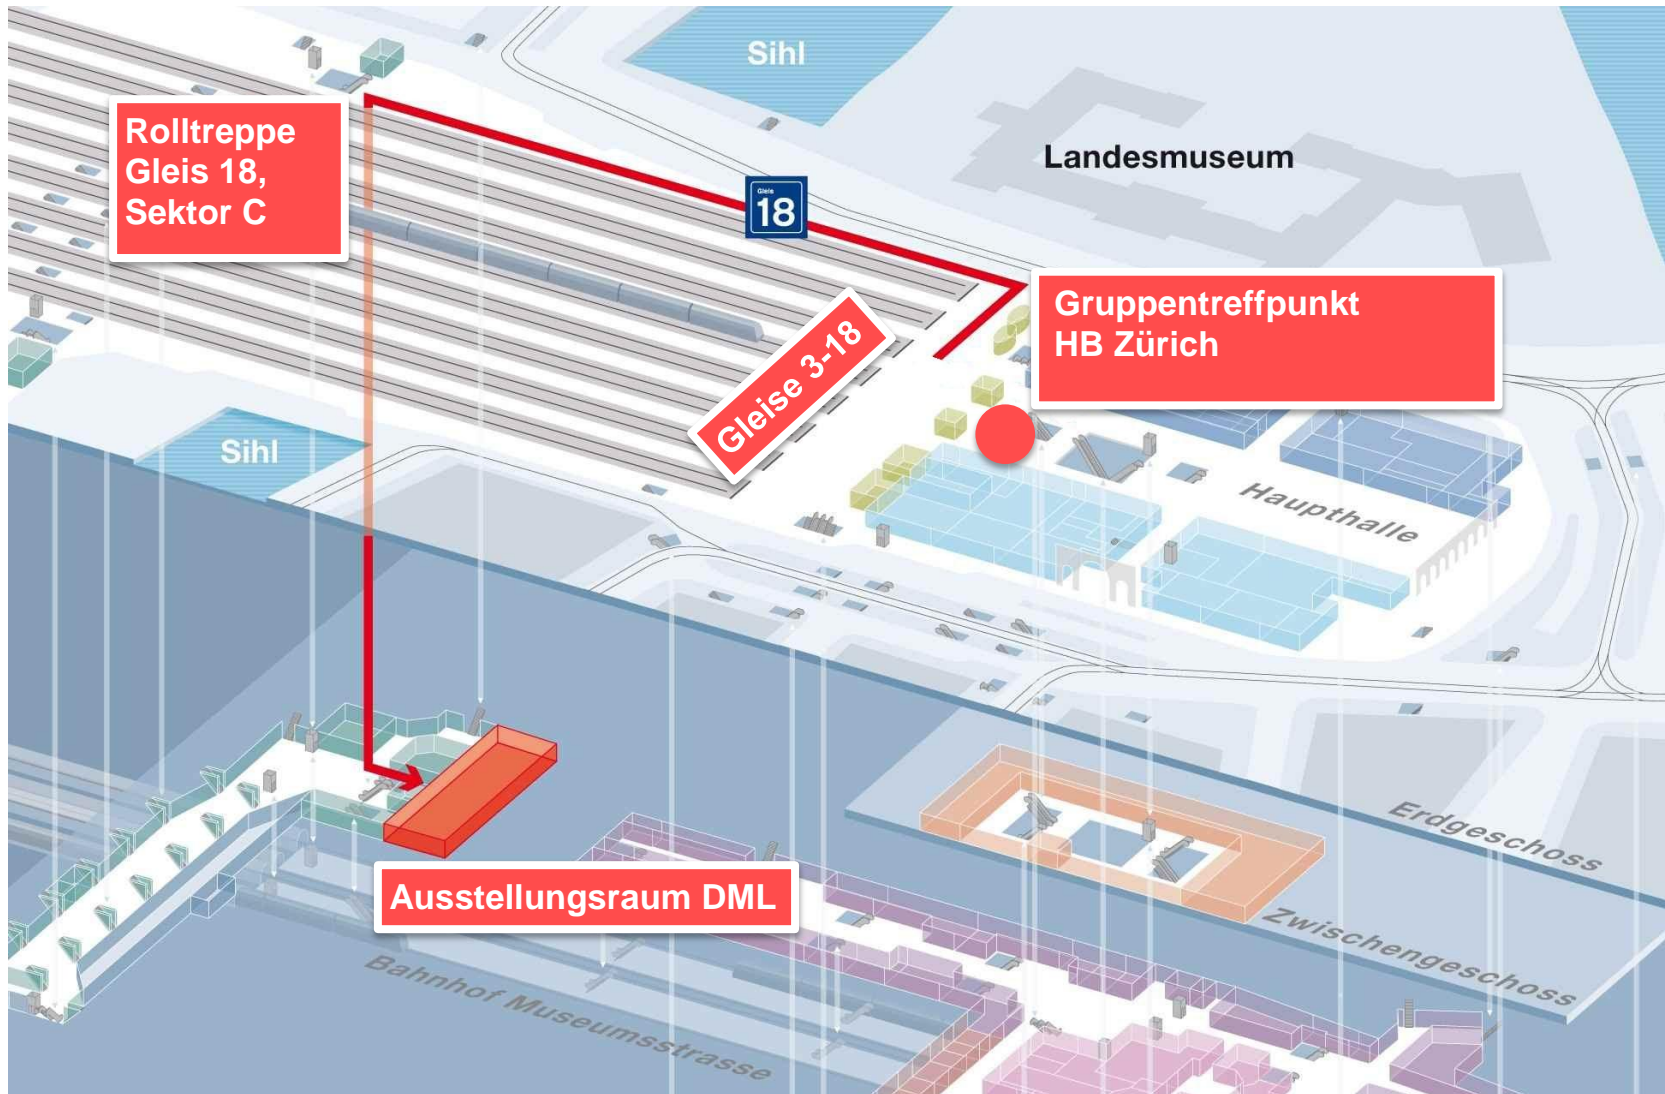 Sihl
Landesmuseum
Rolltreppe
Gleis 18,
Sektor C
Gleis
18
Gruppentreffpunkt
HB Zürich
Gleise 3-18
Sihl
Haupthalle
Erdgeschoss
Ausstellungsraum DML
Zwischengeschoss
Bahnhof Museumsstrasse